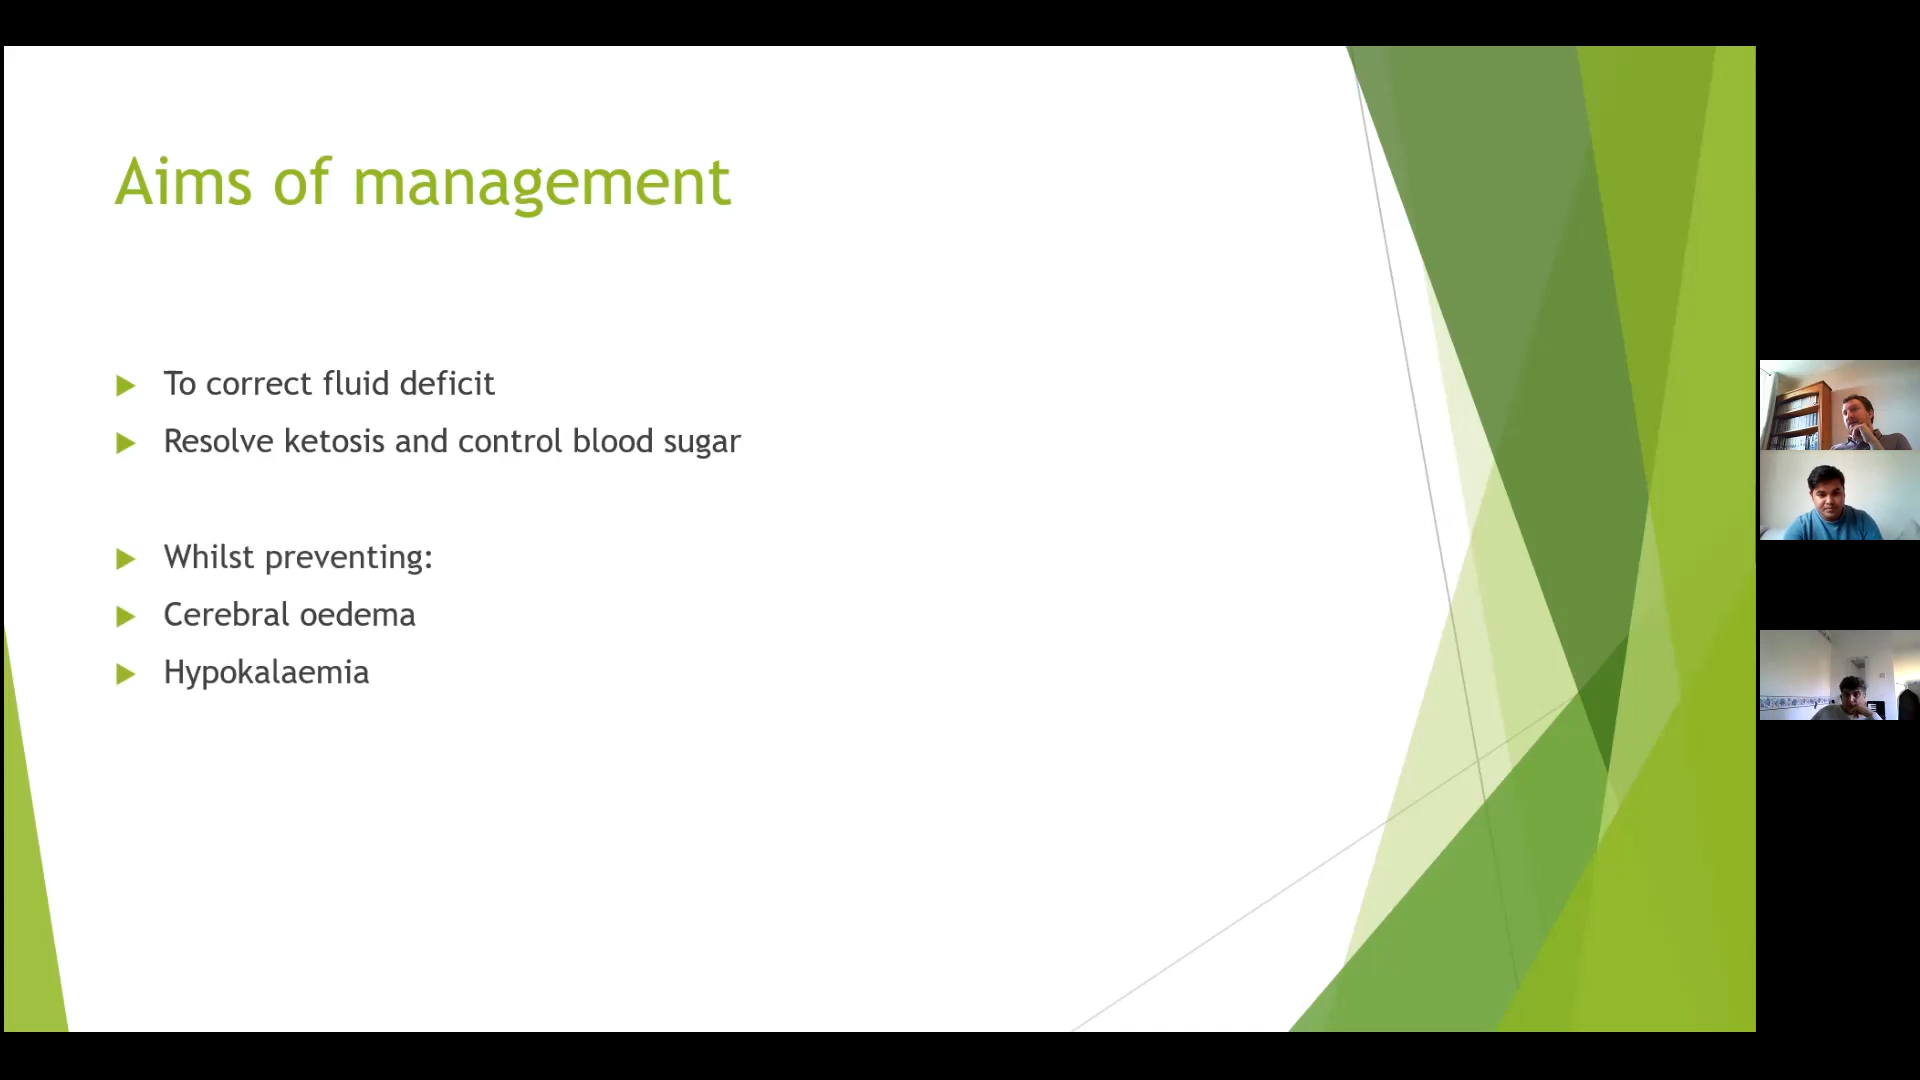 Aims of management
To correct fluid deficit
Resolve ketosis and control blood sugar
Whilst preventing:
Cerebral oedema
Hypokalaemia